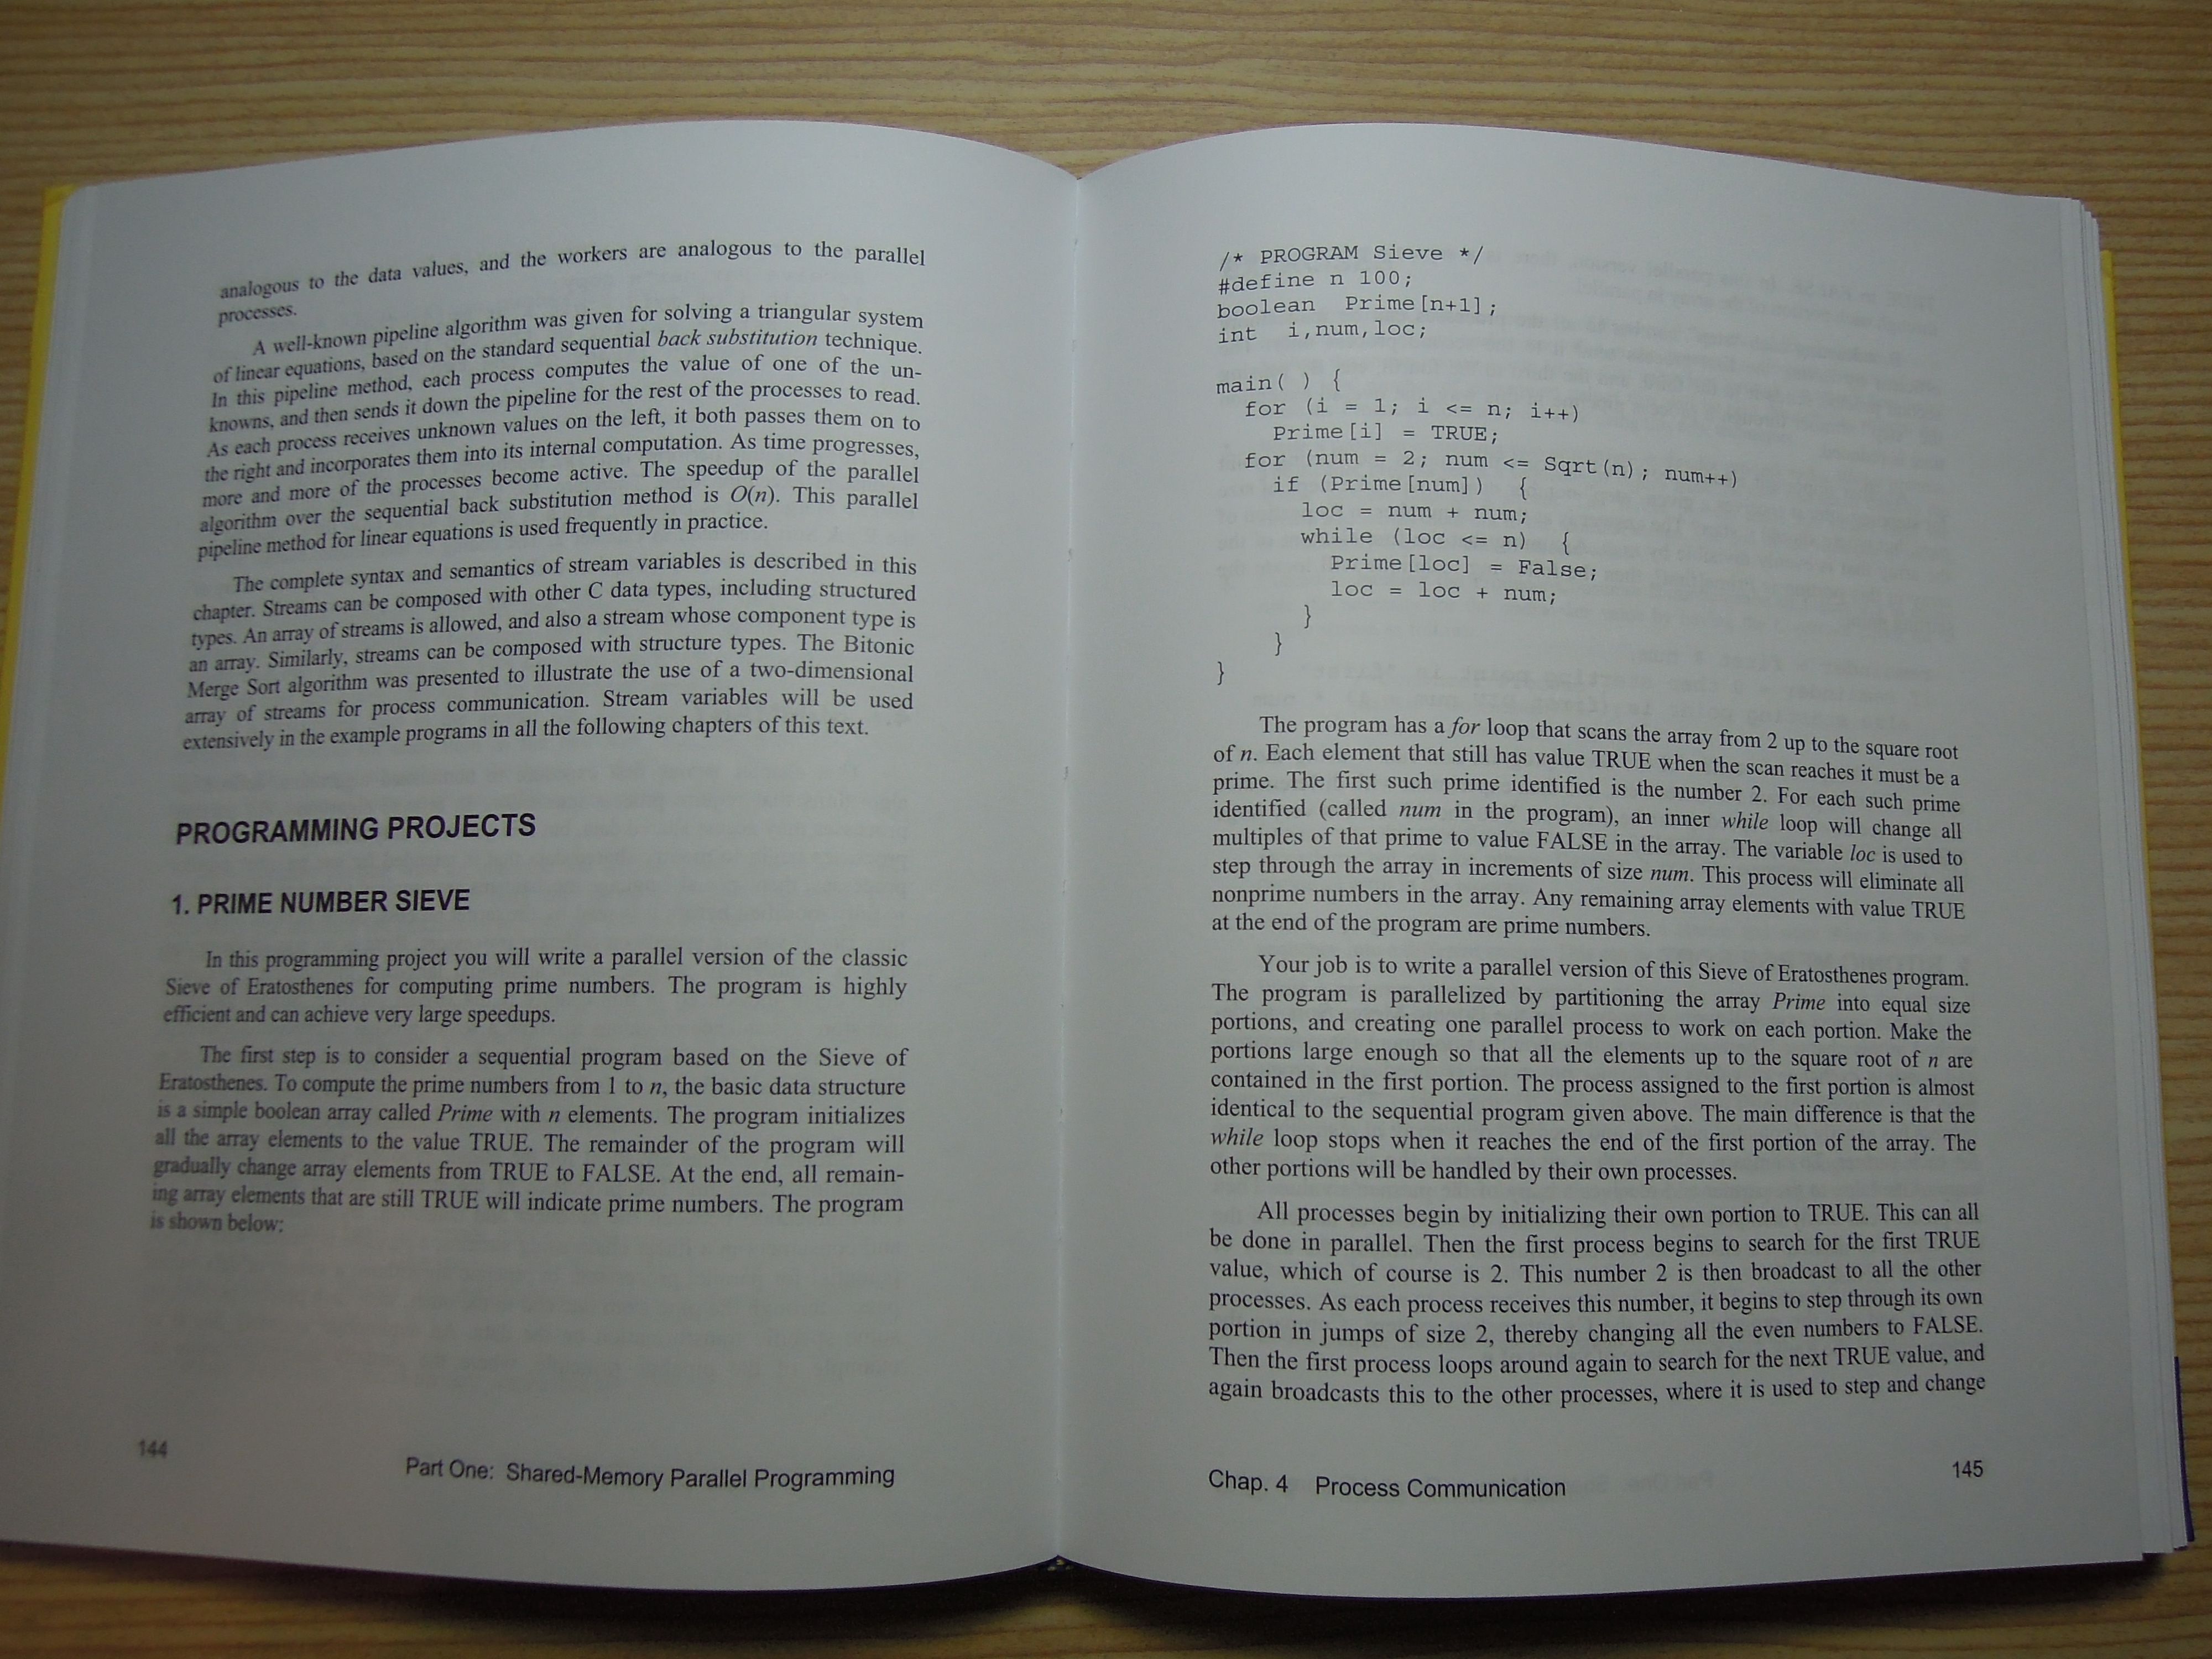 analogous to the data values, and the workers are analogous to the parallel
processes.
A well-known pipeline algorithm was given for solving a triangular system
of linear equations, based on the standard sequential back substitution technique.
In this pipeline method, each process computes the value of one of the un-
knowns, and then sends it down the pipeline for the rest of the processes to read.
As each process receives unknown values on the left, it both passes them on to
the right and incorporates them into its internal computation. As time progresses,
more and more of the processes become active. The speedup of the parallel
algorithm over the sequential back substitution method is O(n). This parallel
pipeline method for linear equations is used frequently in practice.
The complete syntax and semantics of stream variables is described in this
chapter. Streams can be composed with other C data types, including structured
types. An array of streams is allowed, and also a stream whose component type is
an array. Similarly, streams can be composed with structure types. The Bitonic
Merge Sort algorithm was presented to illustrate the use of a two-dimensional
array of streams for process communication. Stream variables will be used
extensively in the example programs in all the following chapters of this text.
PROGRAMMING PROJECTS
1. PRIME NUMBER SIEVE
In this programming project you will write a parallel version of the classic
Sieve of Eratosthenes for computing prime numbers. The program is highly
efficient and can achieve very large speedups.
The first step is to consider a sequential program based on the Sieve of
Eratosthenes. To compute the prime numbers from 1 to n, the basic data structure
is a simple boolean array called Prime with n elements. The program initializes
all the array elements to the value TRUE. The remainder of the program will
gradually change array elements from TRUE to FALSE. At the end, all remain-
ing array elements that are still TRUE will indicate prime numbers. The program
is shown below:
144
Part One: Shared-Memory Parallel Programming
/* PROGRAM Sieve */
#define n 100;
boolean Prime[n+1];
int i,num,loc;
main( ) {
for (i = 1; i <= n; i++)
Prime[i] = TRUE;
for (num = 2; num <= Sqrt(n); num++)
if (Prime[num]) {
loc = num + num;
while (loc <= n) {
Prime[loc] = False;
loc = loc + num;
}
}
}
The program has a for loop that scans the array from 2 up to the square root
of n. Each element that still has value TRUE when the scan reaches it must be a
prime. The first such prime identified is the number 2. For each such prime
identified (called num in the program), an inner while loop will change all
multiples of that prime to value FALSE in the array. The variable loc is used to
step through the array in increments of size num. This process will eliminate all
nonprime numbers in the array. Any remaining array elements with value TRUE
at the end of the program are prime numbers.
Your job is to write a parallel version of this Sieve of Eratosthenes program.
The program is parallelized by partitioning the array Prime into equal size
portions, and creating one parallel process to work on each portion. Make the
portions large enough so that all the elements up to the square root of n are
contained in the first portion. The process assigned to the first portion is almost
identical to the sequential program given above. The main difference is that the
while loop stops when it reaches the end of the first portion of the array. The
other portions will be handled by their own processes.
All processes begin by initializing their own portion to TRUE. This can all
be done in parallel. Then the first process begins to search for the first TRUE
value, which of course is 2. This number 2 is then broadcast to all the other
processes. As each process receives this number, it begins to step through its own
portion in jumps of size 2, thereby changing all the even numbers to FALSE.
Then the first process loops around again to search for the next TRUE value, and
again broadcasts this to the other processes, where it is used to step and change
Chap. 4 Process Communication
145